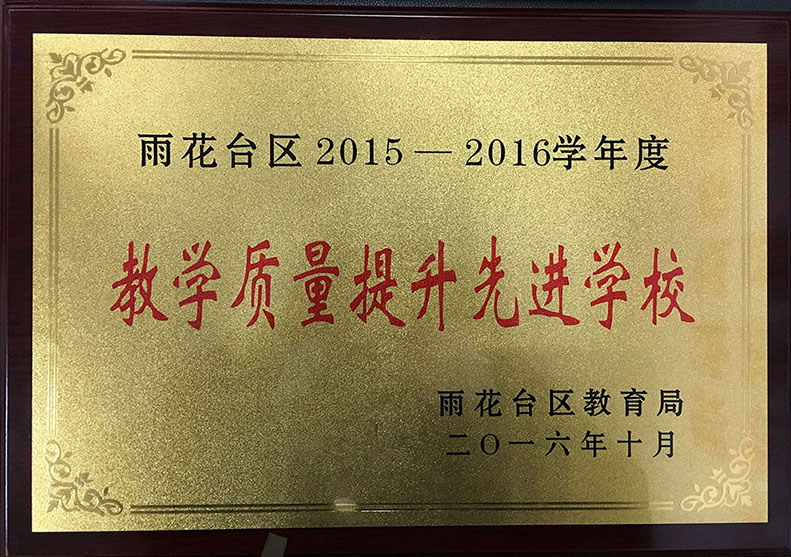 雨花台区 2015 — 2016学年度
教学质量提升先进学校
雨花台区教育局
二〇一六年十月